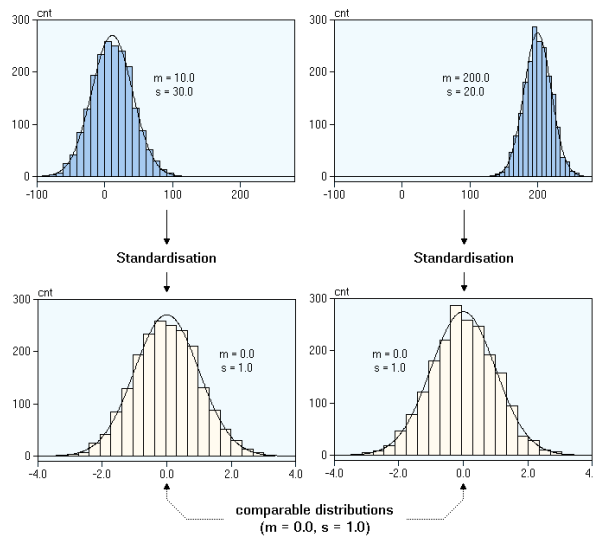 300 cnt
200
100
0
m = 10.0
s = 30.0
-100 0 100 200
300 cnt
200
100
0
m = 200.0
s = 20.0
-100 0 100 200
Standardisation
Standardisation
300 cnt
200
100
0
m = 0.0
s = 1.0
-4.0 -2.0 0.0 2.0 4.0
300 cnt
200
100
0
m = 0.0
s = 1.0
-4.0 -2.0 0.0 2.0 4.
comparable distributions
(m = 0.0, s = 1.0)